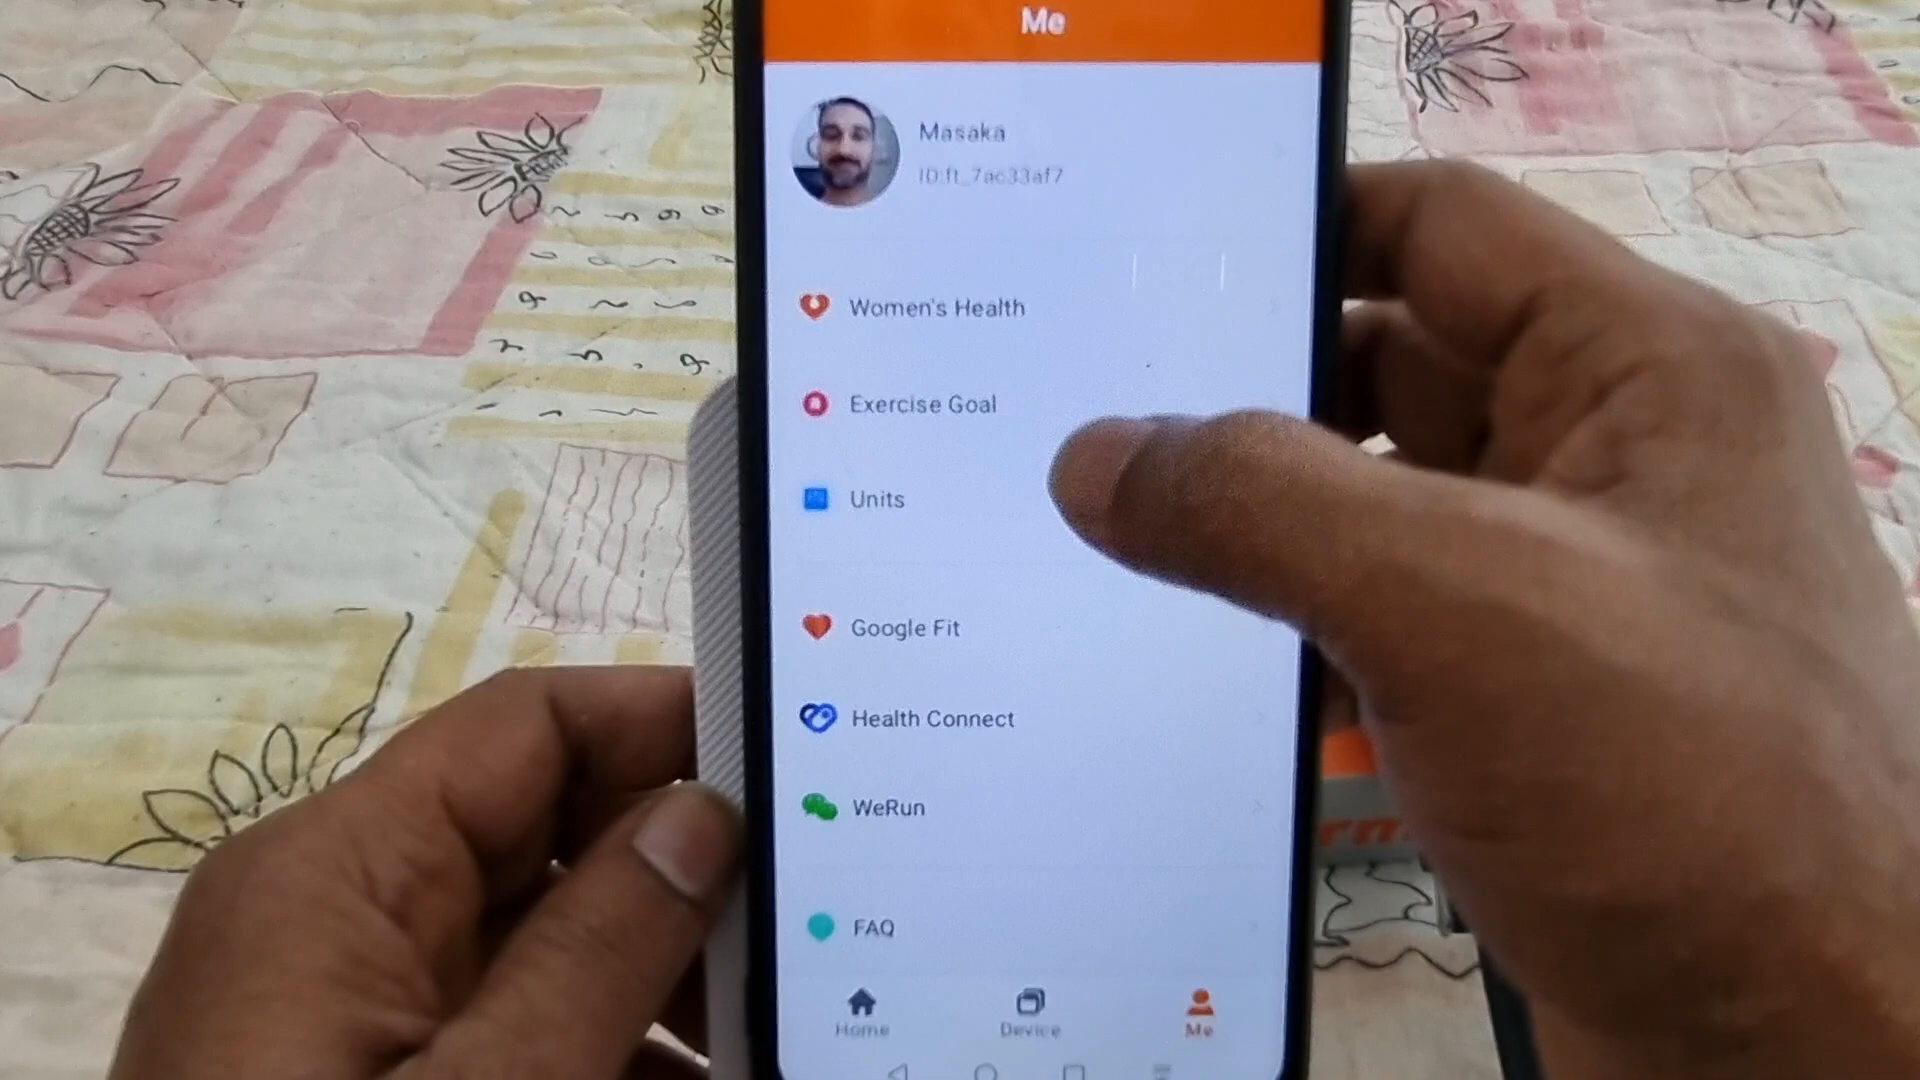 Me
Masaka
ID:ft_7ac33af7
Women's Health
Exercise Goal
Units
Google Fit
Health Connect
WeRun
FAQ
Home
Device
Me